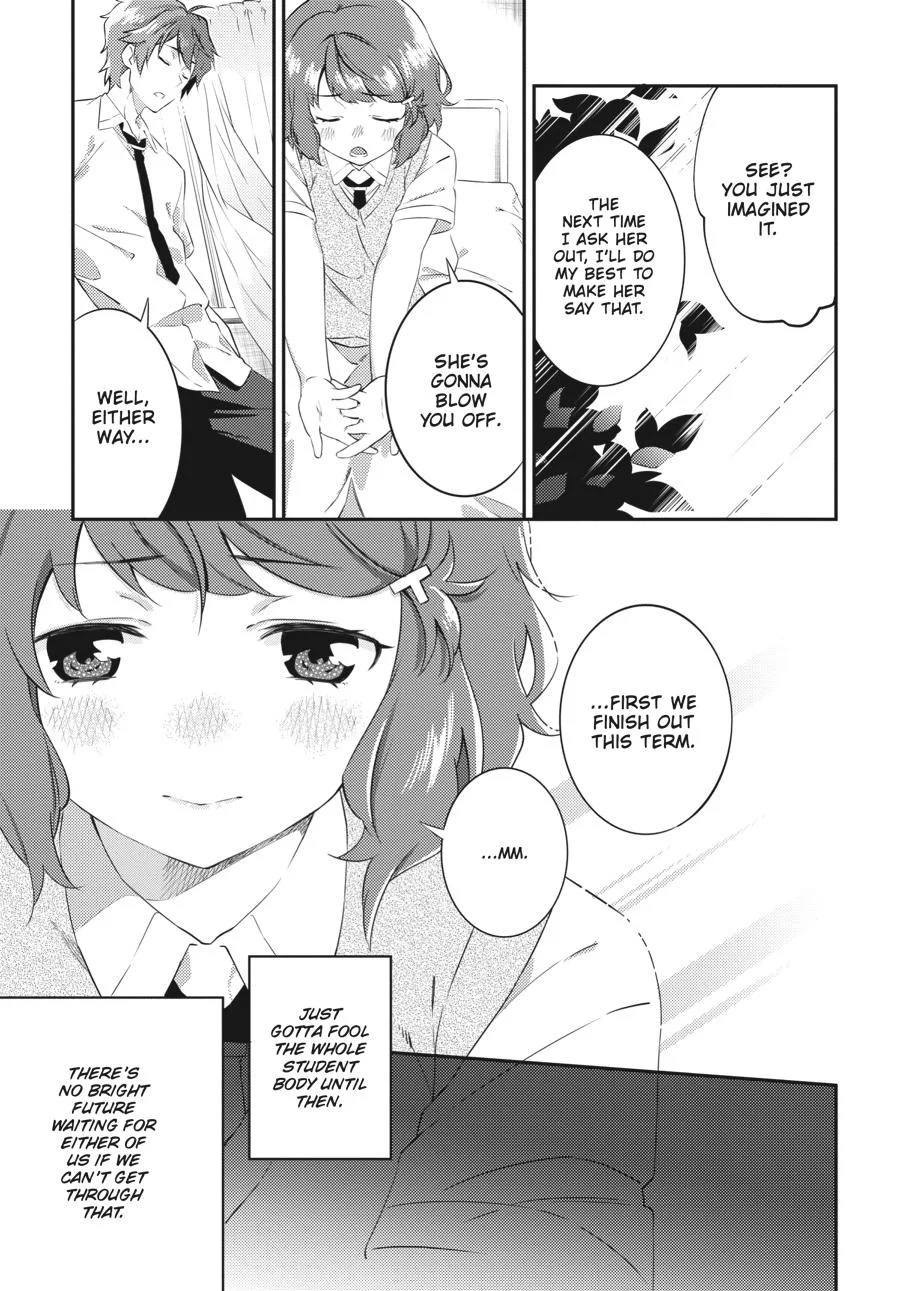 SEE?
YOU JUST
IMAGINED
IT.
THE
NEXT TIME
I ASK HER
OUT, I'LL DO
MY BEST TO
MAKE HER
SAY THAT.
SHE'S
GONNA
BLOW
YOU OFF.
WELL,
EITHER
WAY...
...FIRST WE
FINISH OUT
THIS TERM.
...MM.
JUST
GOTTA FOOL
THE WHOLE
STUDENT
BODY UNTIL
THEN.
THERE'S
NO BRIGHT
FUTURE
WAITING FOR
EITHER OF
US IF WE
CAN'T GET
THROUGH
THAT.